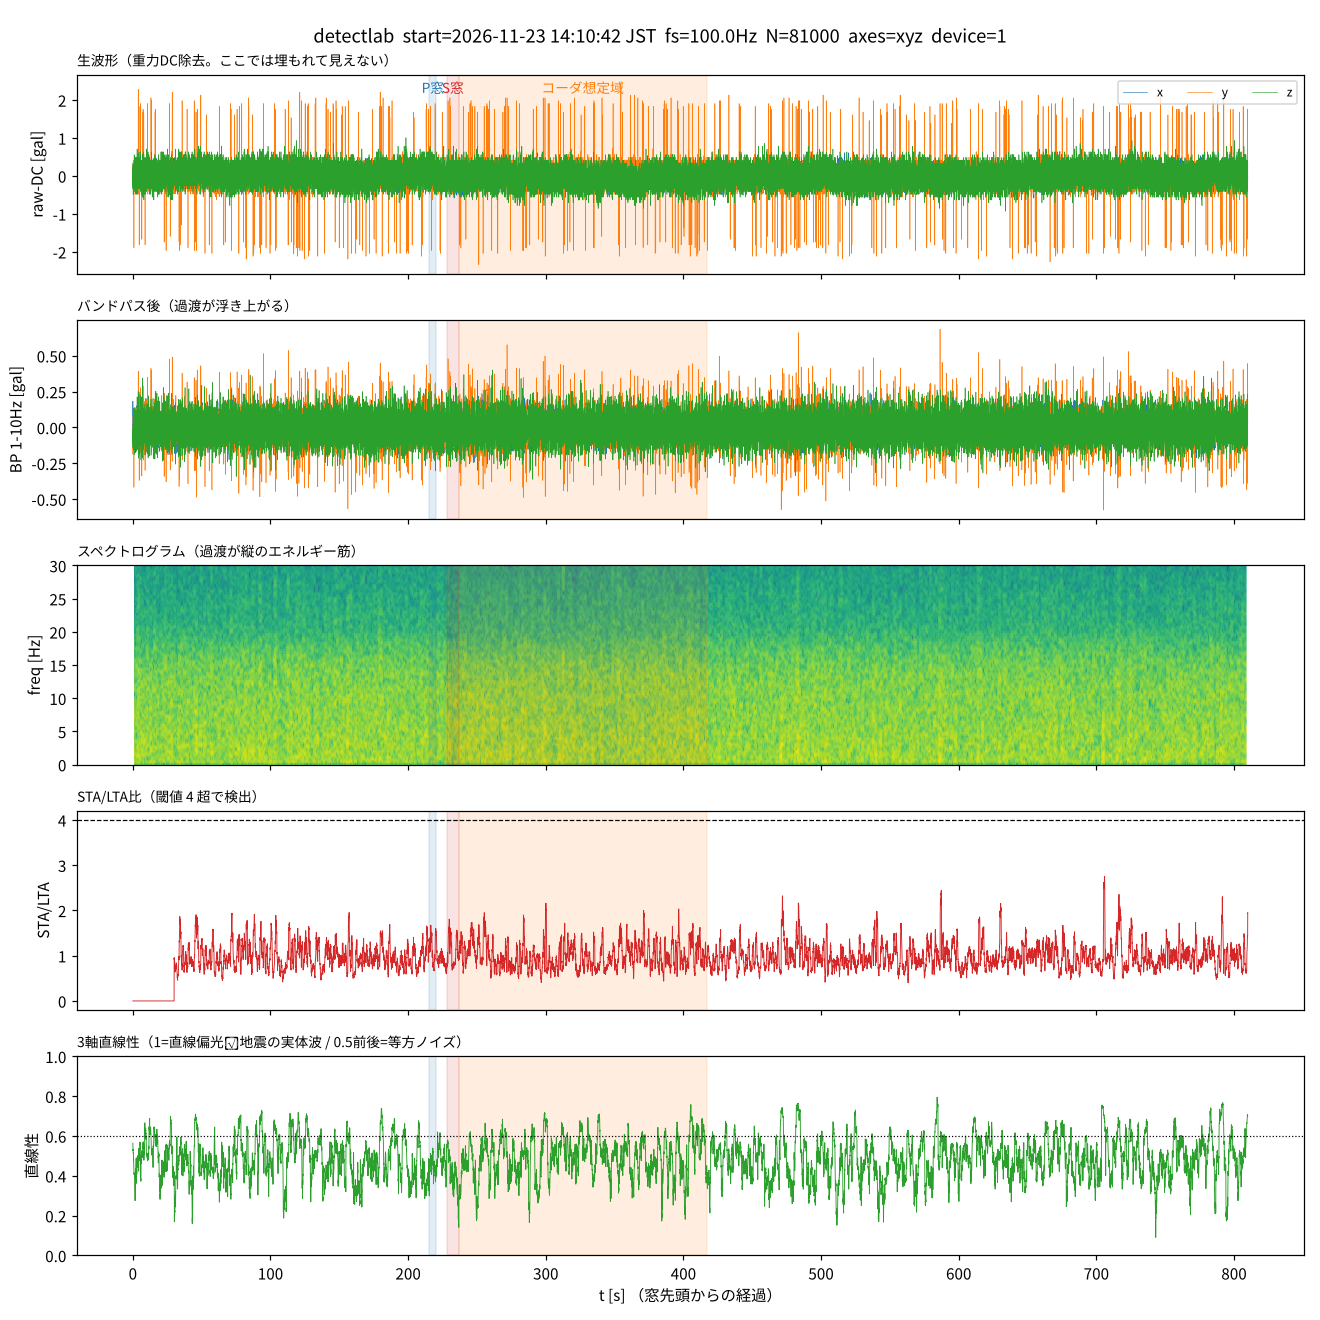 detectlab start=2026-11-23 14:10:42 JST fs=100.0Hz N=81000 axes=xyz device=1
生波形（重力DC除去。ここでは埋もれて見えない）
P窓
S窓
コーダ想定域
x y z
raw-DC [gal]
2
1
0
-1
-2
バンドパス後（過渡が浮き上がる）
BP 1-10Hz [gal]
0.50
0.25
0.00
-0.25
-0.50
スペクトログラム（過渡が縦のエネルギー筋）
freq [Hz]
30
25
20
15
10
5
0
STA/LTA比（閾値４超で検出）
STA/LTA
4
3
2
1
0
3軸直線性（1=直線偏光地震の実体波 / 0.5前後=等方ノイズ）
直線性
1.0
0.8
0.6
0.4
0.2
0.0
0 100 200 300 400 500 600 700 800
t [s] （窓先頭からの経過）